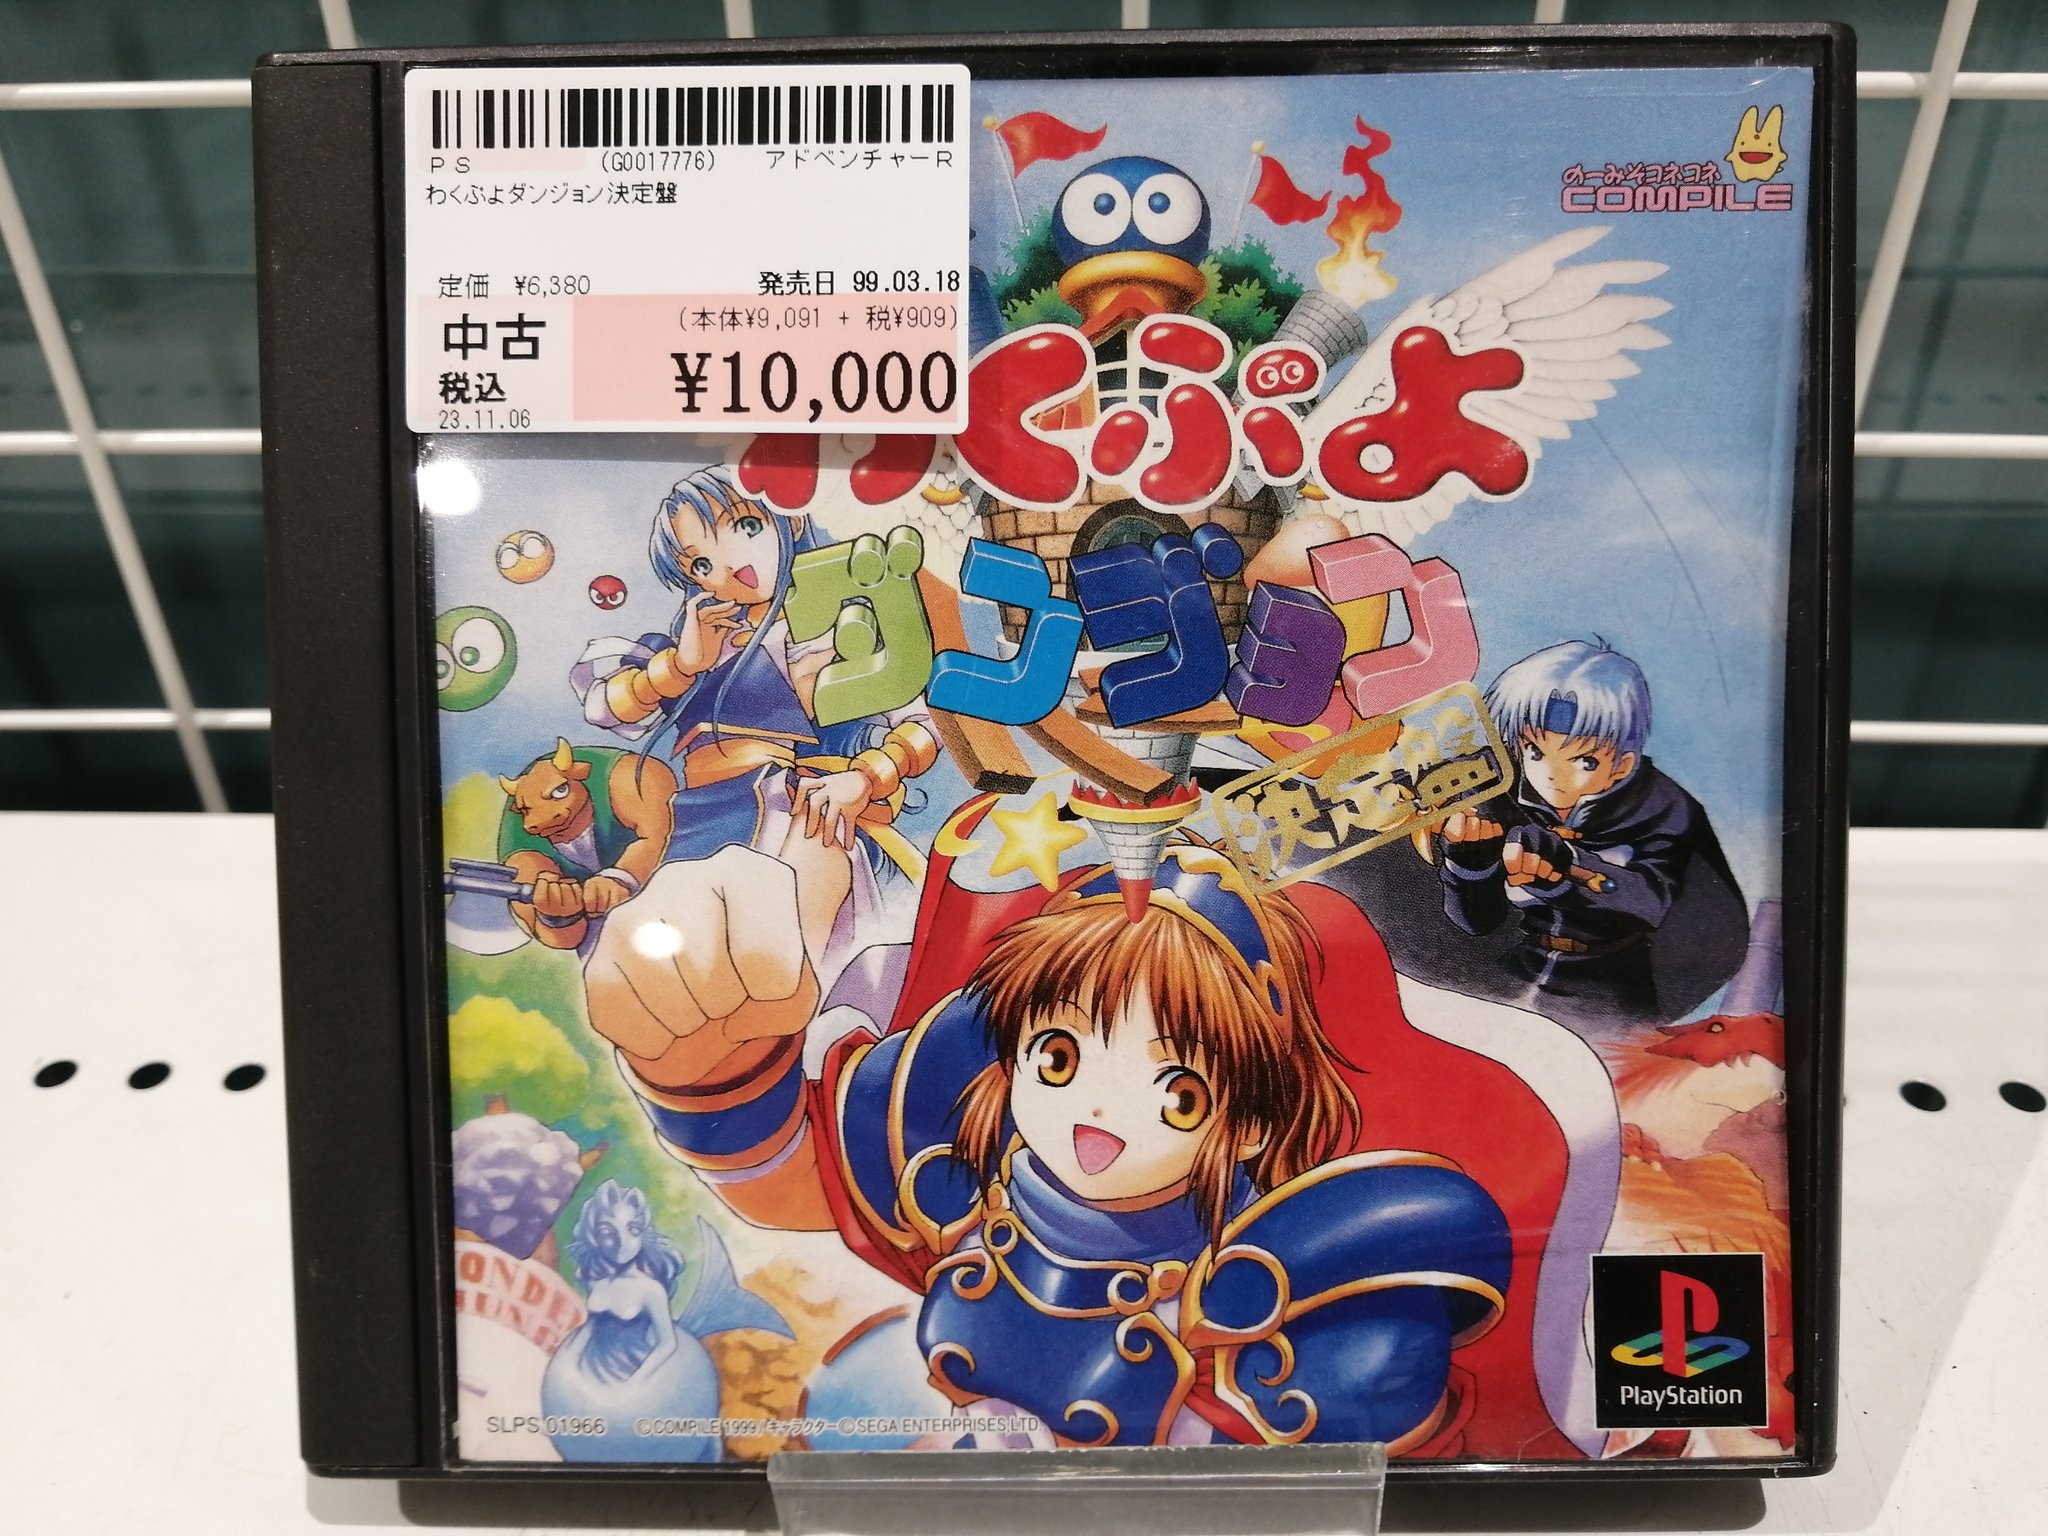 PS (G0017776) アドベンチャーR
わくぷよダンジョン決定盤
定価 ¥6,380 発売日 99.03.18
中古 (本体¥9,091 + 税¥909)
税込 ¥10,000
23.11.06
のーみそコネコネ
COMPILE
わくぷよ
ダンジョン
決定盤
PlayStation
SLPS 01966 ©COMPILE 1999/キャラクター©SEGA ENTERPRISES,LTD.